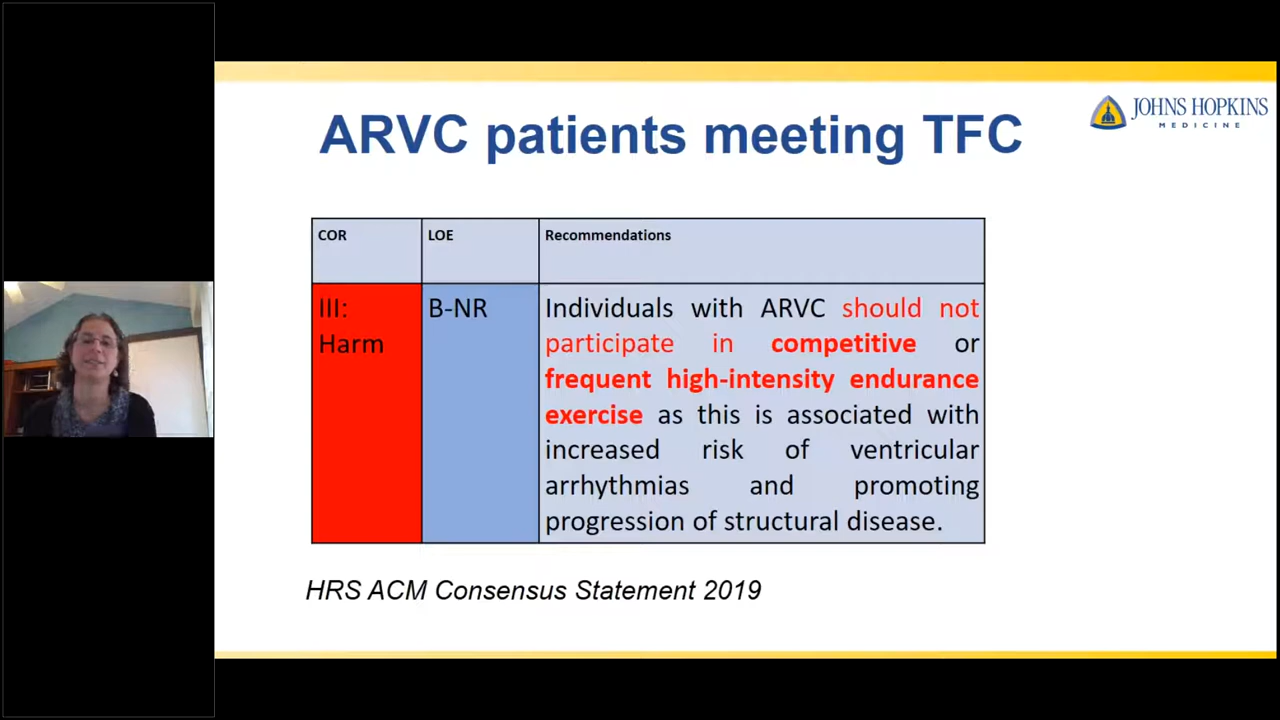 ARVC patients meeting TFC
JOHNS HOPKINS
MEDICINE
COR
LOE
Recommendations
III:
Harm
B-NR
Individuals with ARVC should not
participate in competitive or
frequent high-intensity endurance
exercise as this is associated with
increased risk of ventricular
arrhythmias and promoting
progression of structural disease.
HRS ACM Consensus Statement 2019